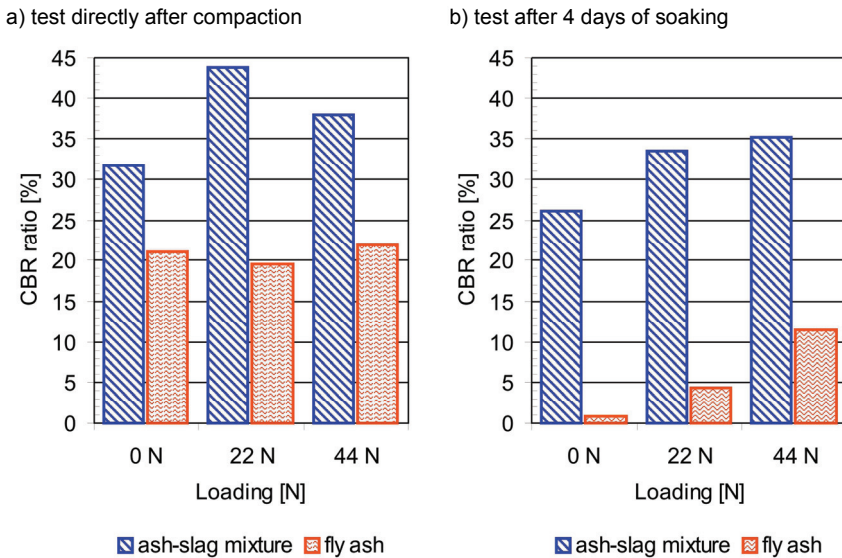 a) test directly after compaction
CBR ratio [%]
45
40
35
30
25
20
15
10
5
0
0 N 22 N 44 N
Loading [N]
ash-slag mixture fly ash
b) test after 4 days of soaking
CBR ratio [%]
45
40
35
30
25
20
15
10
5
0
0 N 22 N 44 N
Loading [N]
ash-slag mixture fly ash